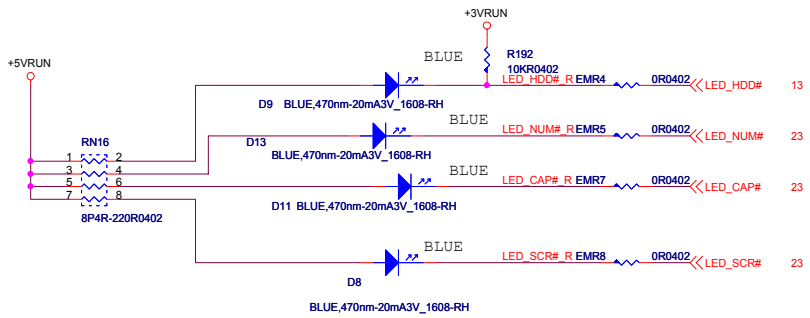 +3VRUN
BLUE
R192
10KR0402
+5VRUN
LED_HDD#_R EMR4 0R0402 LED_HDD# 13
D9 BLUE,470nm-20mA3V_1608-RH
BLUE
LED_NUM#_R EMR5 0R0402 LED_NUM# 23
D13
BLUE,470nm-20mA3V_1608-RH
RN16
1 2
3 4
5 6
7 8
8P4R-220R0402
BLUE
LED_CAP#_R EMR7 0R0402 LED_CAP# 23
D11 BLUE,470nm-20mA3V_1608-RH
BLUE
LED_SCR#_R EMR8 0R0402 LED_SCR# 23
D8
BLUE,470nm-20mA3V_1608-RH